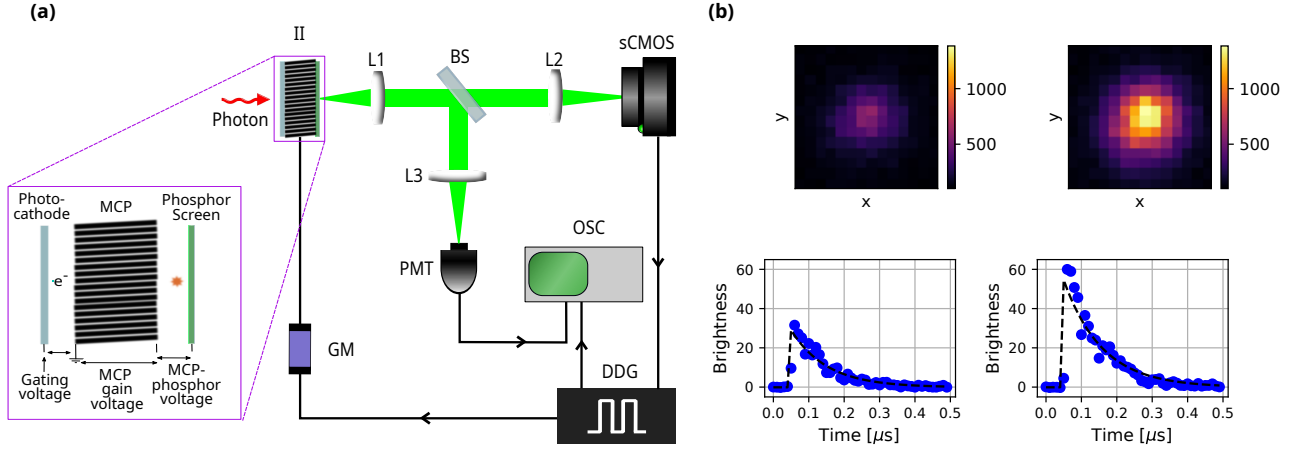 (a)
II
L1
BS
L2
sCMOS
Photon
L3
PMT
OSC
GM
DDG
Photo-
cathode
MCP
Phosphor
Screen
e⁻
Gating
voltage
MCP
gain
voltage
MCP-
phosphor
voltage
(b)
y
x
1000
500
y
x
1000
500
Brightness
60
40
20
0
0.0 0.1 0.2 0.3 0.4 0.5
Time [μs]
Brightness
60
40
20
0
0.0 0.1 0.2 0.3 0.4 0.5
Time [μs]